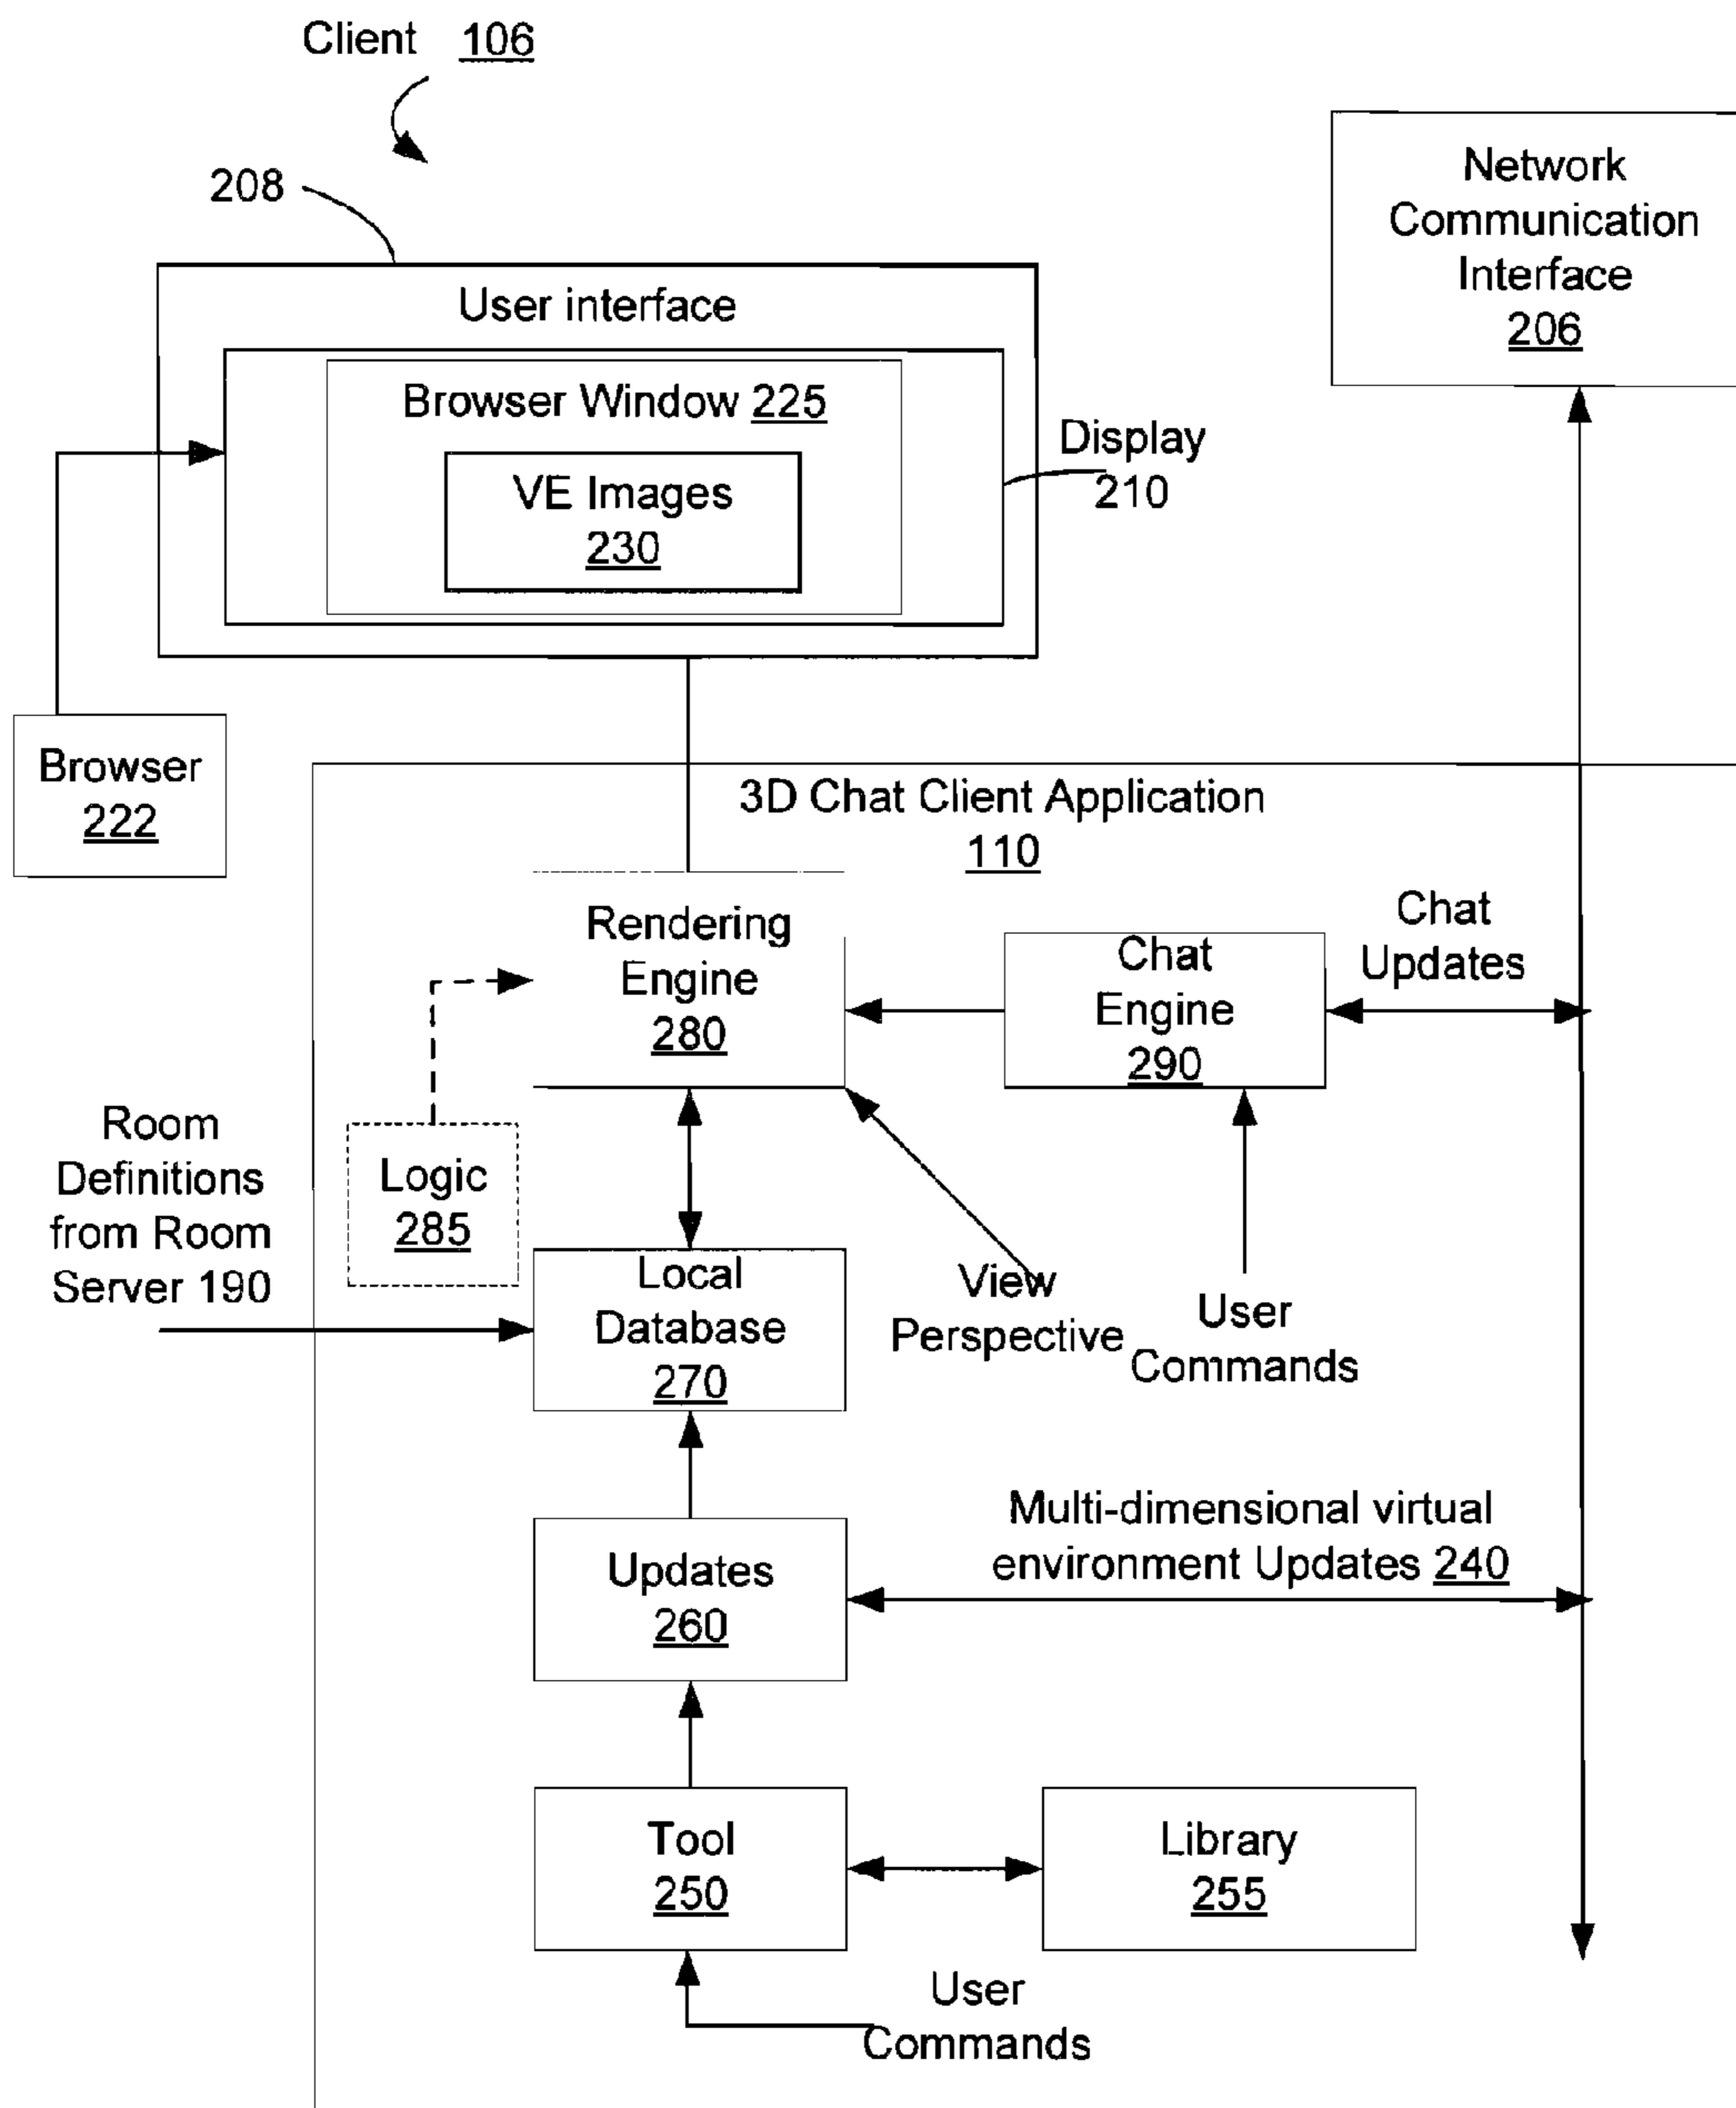 Client 106
208
Network
Communication
Interface
206
User interface
Browser Window 225
Display
210
VE Images
230
Browser
222
3D Chat Client Application
110
Rendering
Engine
280
Chat
Engine
290
Chat
Updates
Room
Definitions
from Room
Server 190
Logic
285
Local
Database
270
View
Perspective
User
Commands
Updates
260
Multi-dimensional virtual
environment Updates 240
Tool
250
Library
255
User
Commands